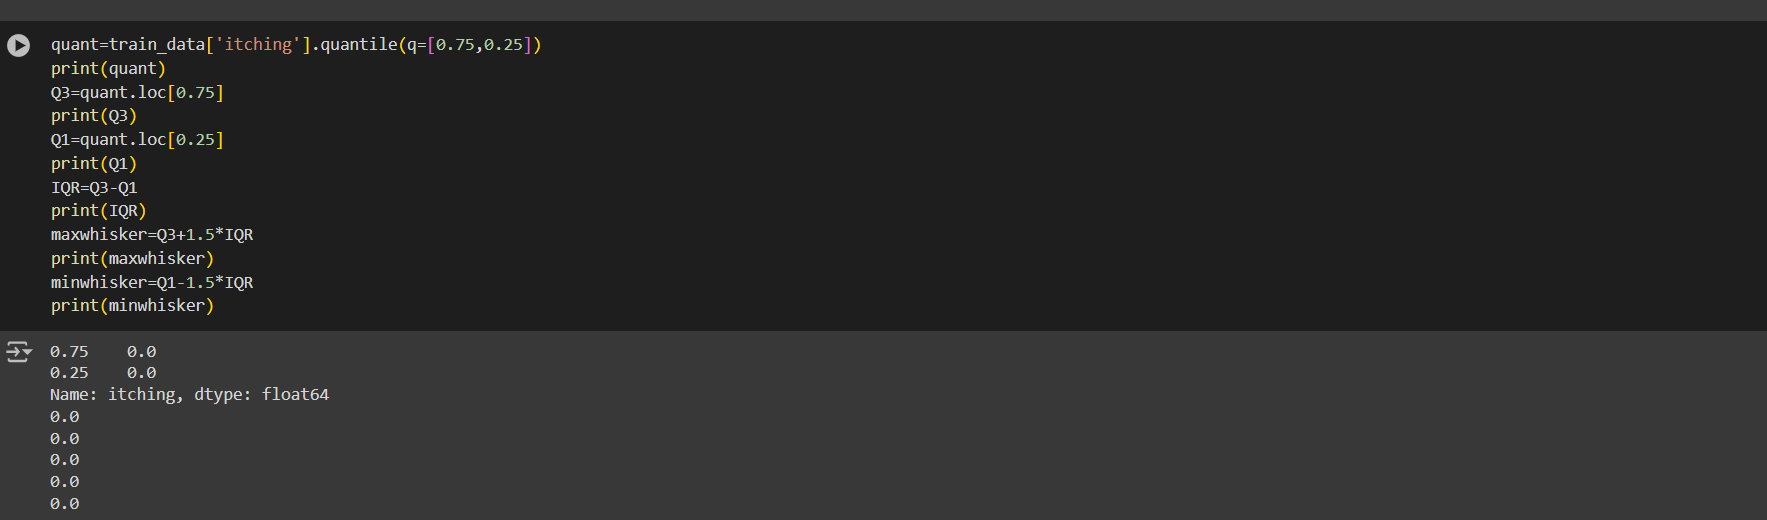 quant=train_data['itching'].quantile(q=[0.75,0.25])
print(quant)
Q3=quant.loc[0.75]
print(Q3)
Q1=quant.loc[0.25]
print(Q1)
IQR=Q3-Q1
print(IQR)
maxwhisker=Q3+1.5*IQR
print(maxwhisker)
minwhisker=Q1-1.5*IQR
print(minwhisker)
0.75    0.0
0.25    0.0
Name: itching, dtype: float64
0.0
0.0
0.0
0.0
0.0